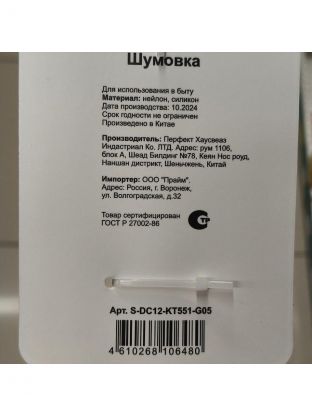 Шумовка
Для использования в быту
Материал: нейлон, силикон
Дата производства: 10.2024
Срок годности не ограничен
Произведено в Китае
Производитель: Перфект Хаусвеаз
Индастриал Ко. ЛТД. Адрес: рум 1106,
блок А, Шеад Билдинг №78, Кеян Нос роуд,
Наншан дистрикт, Шеньчжень, Китай
Импортер: ООО "Прайм".
Адрес: Россия, г. Воронеж,
ул. Волгоградская, д.32
Товар сертифицирован
ГОСТ Р 27002-86
СТР
Арт. S-DC12-KT551-G05
4 610268 106480